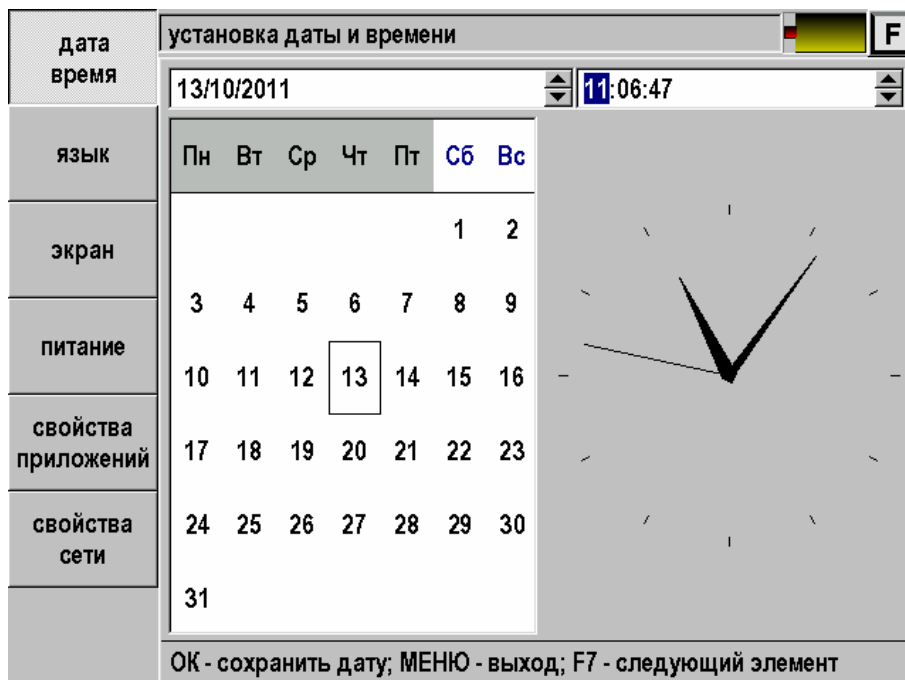 дата
время
язык
экран
питание
свойства
приложений
свойства
сети
установка даты и времени
F
13/10/2011
11:06:47
Пн Вт Ср Чт Пт Сб Вс
1 2
3 4 5 6 7 8 9
10 11 12 13 14 15 16
17 18 19 20 21 22 23
24 25 26 27 28 29 30
31
ОК - сохранить дату; МЕНЮ - выход; F7 - следующий элемент